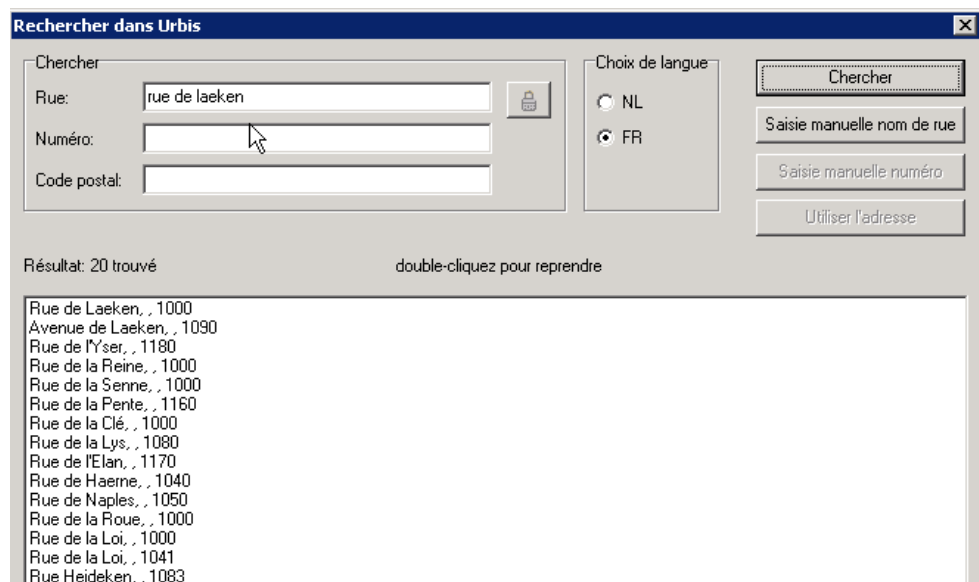 Rechercher dans Urbis
Chercher
Rue:
rue de laeken
Numéro:
Code postal:
Choix de langue
NL
FR
Chercher
Saisie manuelle nom de rue
Saisie manuelle numéro
Utiliser l'adresse
Résultat: 20 trouvé
double-cliquez pour reprendre
Rue de Laeken, , 1000
Avenue de Laeken, , 1090
Rue de l'Yser, , 1180
Rue de la Reine, , 1000
Rue de la Senne, , 1000
Rue de la Pente, , 1160
Rue de la Clé, , 1000
Rue de la Lys, , 1080
Rue de l'Elan, , 1170
Rue de Haerne, , 1040
Rue de Naples, , 1050
Rue de la Roue, , 1000
Rue de la Loi, , 1000
Rue de la Loi, , 1041
Rue Heideken, , 1083